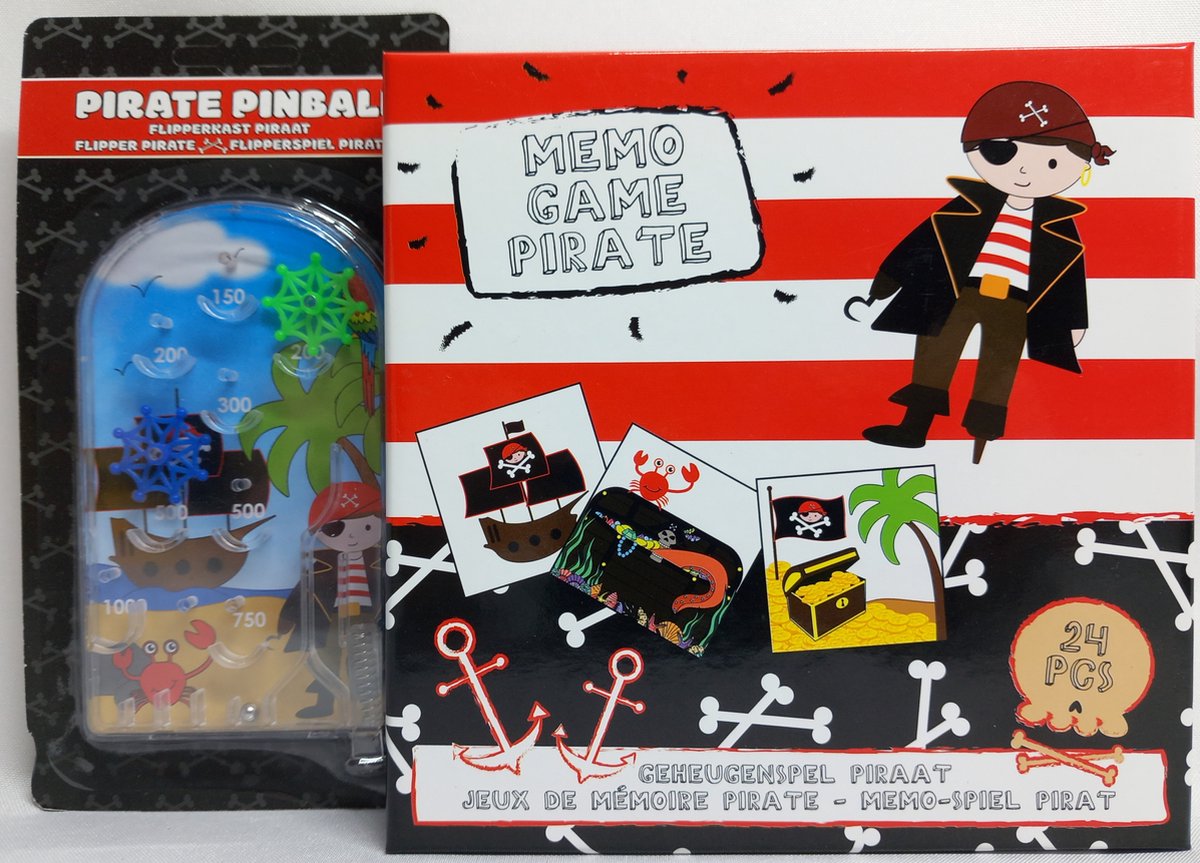 PIRATE PINBALL
FLIPPERKAST PIRAAT
FLIPPER PIRATE FLIPPERSPIEL PIRAT
150
200
300
500
500
1000
750
MEMO
GAME
PIRATE
24
PCS
GEHEUGENSPEL PIRAAT
JEUX DE MÉMOIRE PIRATE - MEMO-SPIEL PIRAT